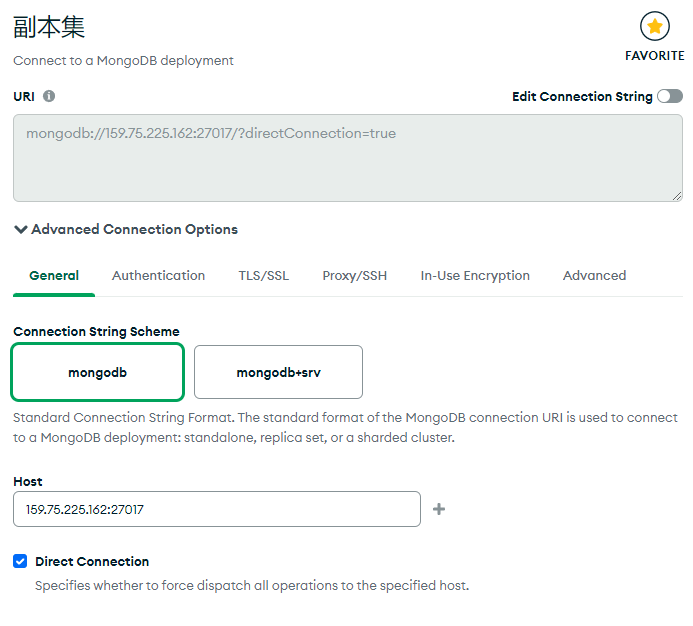 副本集
Connect to a MongoDB deployment
FAVORITE
URI
Edit Connection String
mongodb://159.75.225.162:27017/?directConnection=true
Advanced Connection Options
General Authentication TLS/SSL Proxy/SSH In-Use Encryption Advanced
Connection String Scheme
mongodb mongodb+srv
Standard Connection String Format. The standard format of the MongoDB connection URI is used to connect
to a MongoDB deployment: standalone, replica set, or a sharded cluster.
Host
159.75.225.162:27017
Direct Connection
Specifies whether to force dispatch all operations to the specified host.